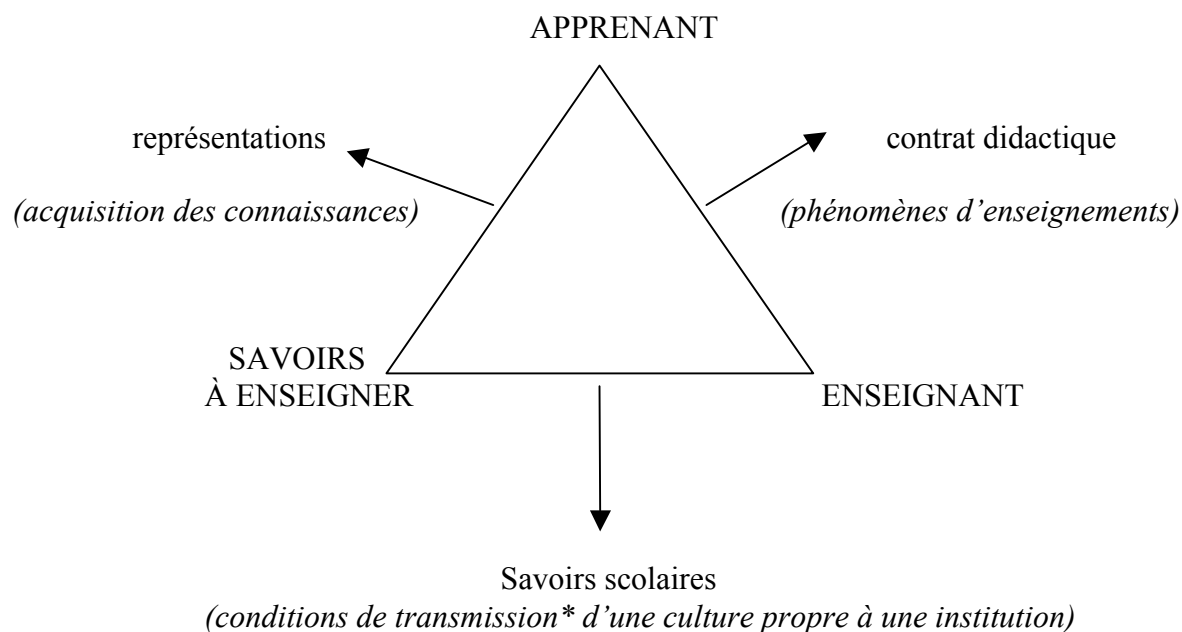 APPRENANT
représentations
contrat didactique
(acquisition des connaissances)
(phénomènes d’enseignements)
SAVOIRS
À ENSEIGNER
ENSEIGNANT
Savoirs scolaires
(conditions de transmission* d’une culture propre à une institution)